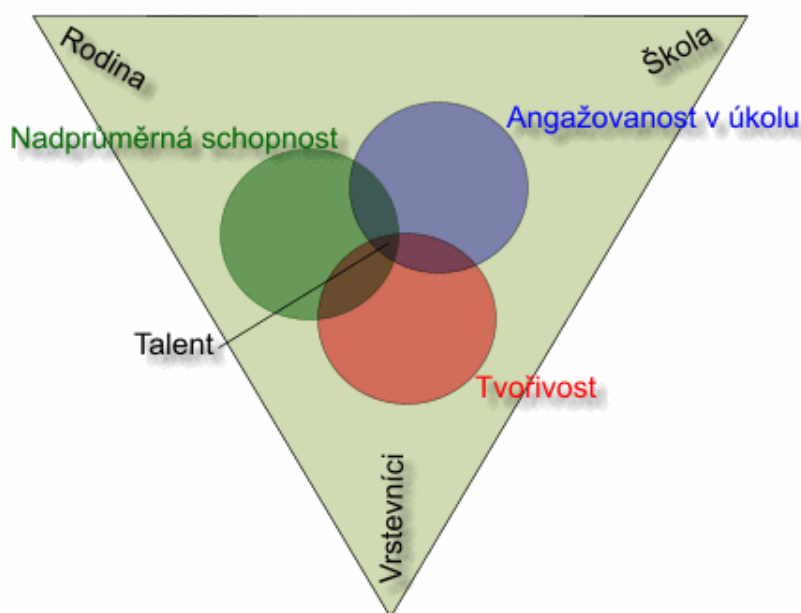 Rodina
Škola
Angažovanost v úkolu
Nadprůměrná schopnost
Talent
Tvořivost
Vrstevníci